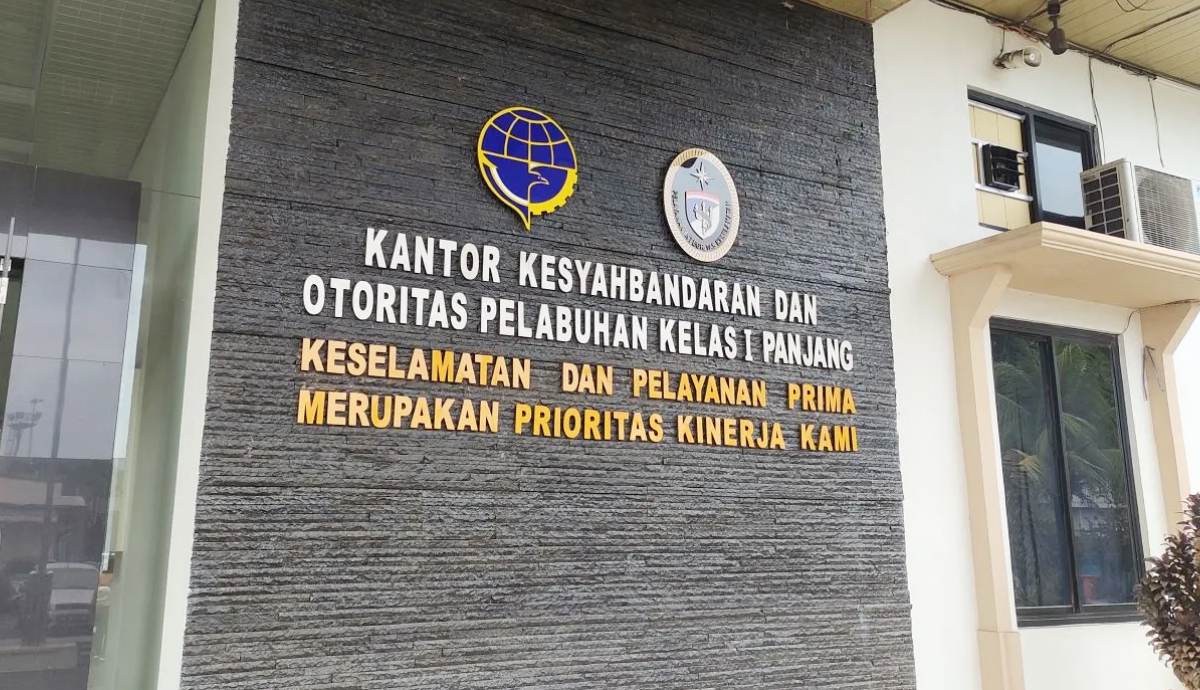 KANTOR KESYAHBANDARAN DAN
OTORITAS PELABUHAN KELAS I PANJANG
KESELAMATAN DAN PELAYANAN PRIMA
MERUPAKAN PRIORITAS KINERJA KAMI